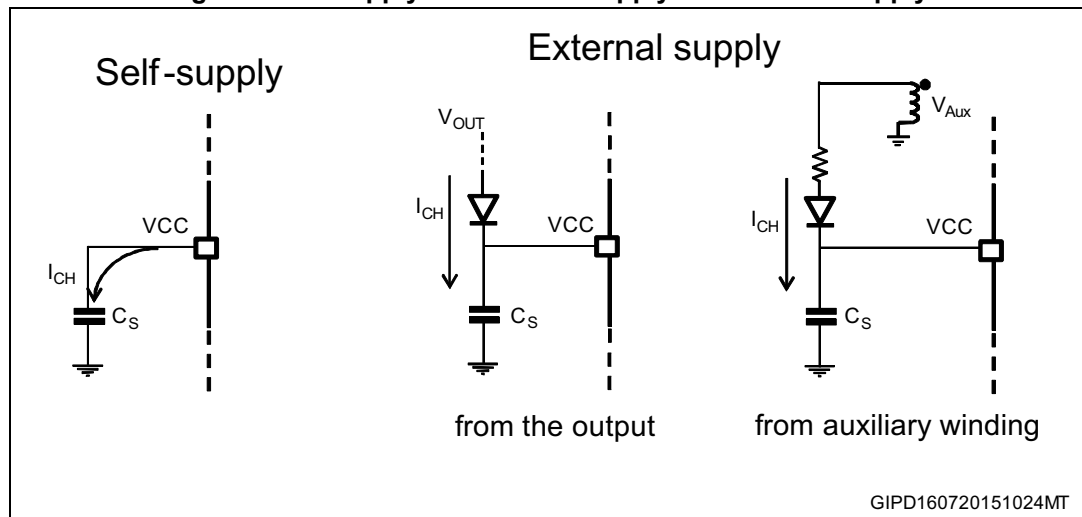 Self-supply
External supply
VCC
I_CH
C_S
V_OUT
I_CH
VCC
C_S
from the output
V_Aux
I_CH
VCC
C_S
from auxiliary winding
GIPD160720151024MT